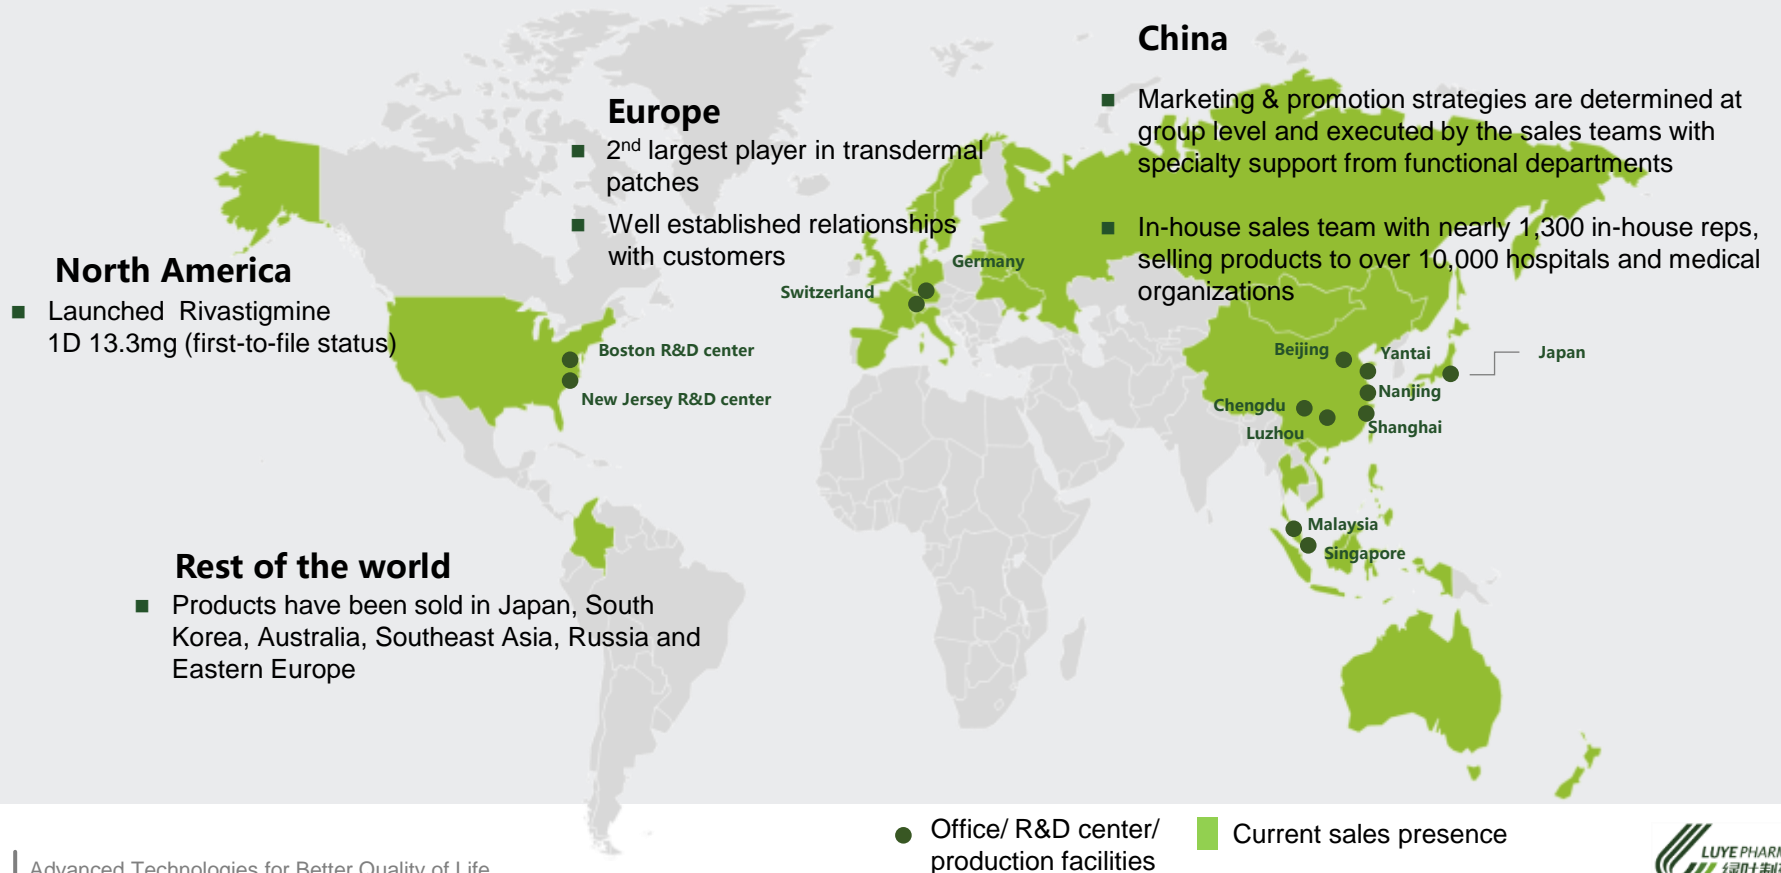 China
■ Marketing & promotion strategies are determined at
group level and executed by the sales teams with
specialty support from functional departments
■ In-house sales team with nearly 1,300 in-house reps,
selling products to over 10,000 hospitals and medical
organizations
Europe
■ 2nd largest player in transdermal
patches
■ Well established relationships
with customers
North America
■ Launched Rivastigmine
1D 13.3mg (first-to-file status)
Germany
Switzerland
Boston R&D center
New Jersey R&D center
Beijing
Yantai
Japan
Nanjing
Chengdu
Shanghai
Luzhou
Malaysia
Singapore
Rest of the world
■ Products have been sold in Japan, South
Korea, Australia, Southeast Asia, Russia and
Eastern Europe
Office/ R&D center/
production facilities
Current sales presence
Advanced Technologies for Better Quality of Life
LUYE PHARM
绿叶制